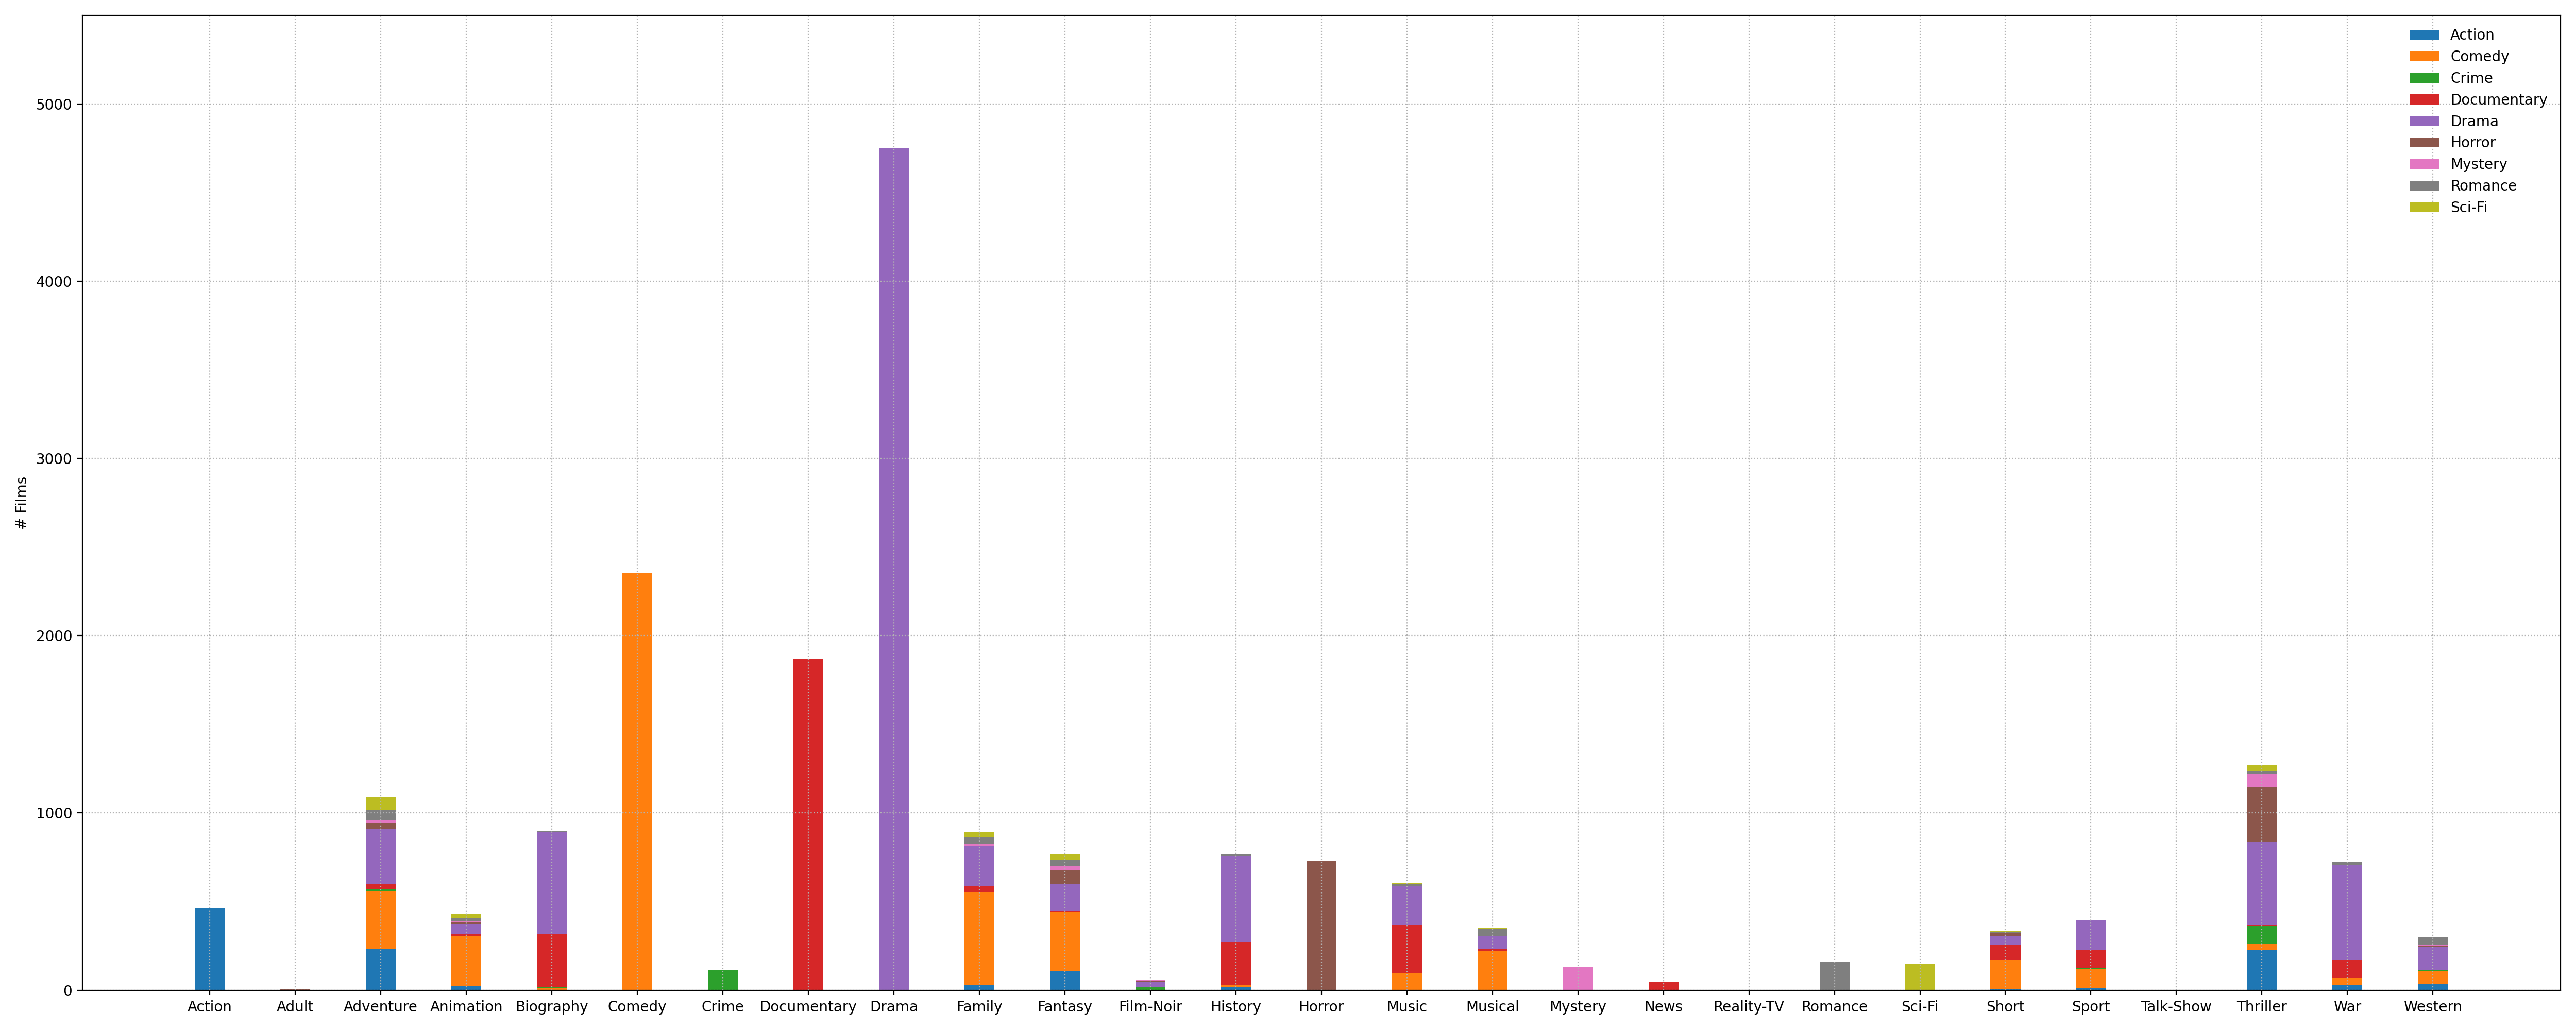 # Films
5000
4000
3000
2000
1000
0
Action
Comedy
Crime
Documentary
Drama
Horror
Mystery
Romance
Sci-Fi
Action Adult Adventure Animation Biography Comedy Crime Documentary Drama Family Fantasy Film-Noir History Horror Music Musical Mystery News Reality-TV Romance Sci-Fi Short Sport Talk-Show Thriller War Western